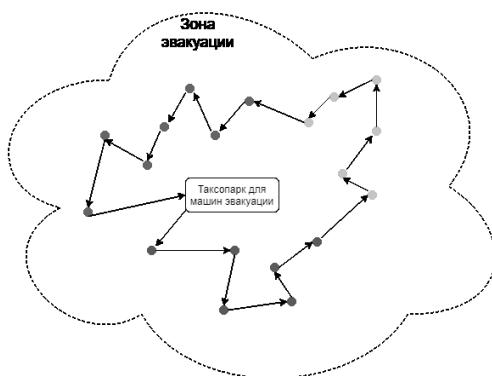 Зона
эвакуации
Таксопарк для
машин эвакуации